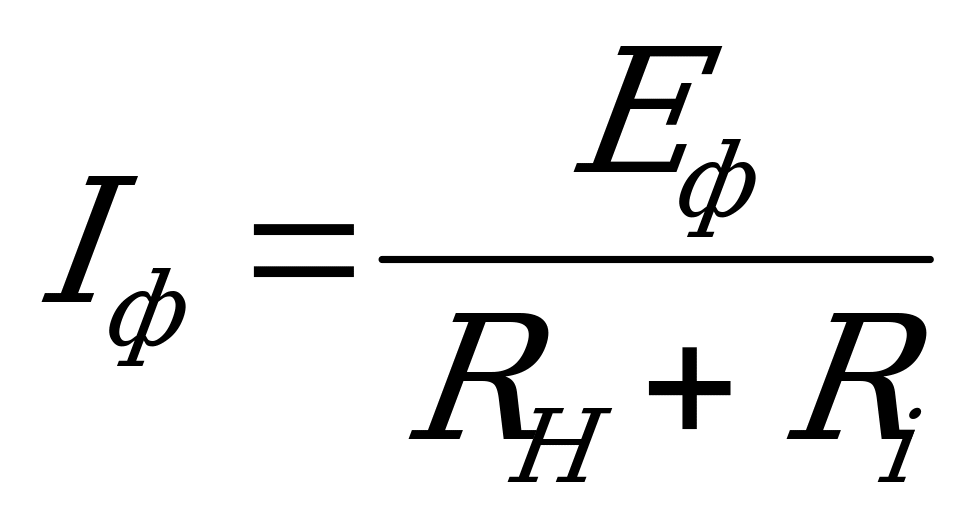 I_ф = E_ф / (R_H + R_i)